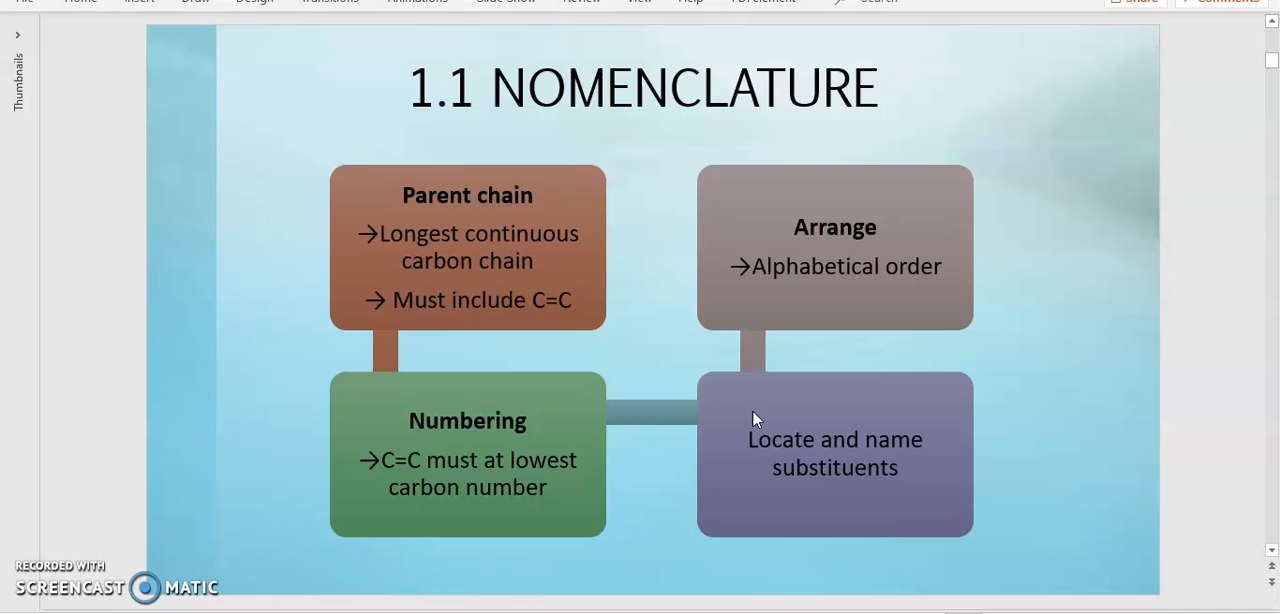 File Home Insert Draw Design Transitions Animations Slide Show Review View Help PDFelement Search Share Comments
Thumbnails
1.1 NOMENCLATURE
Parent chain
→Longest continuous
carbon chain
→ Must include C=C
Numbering
→C=C must at lowest
carbon number
Locate and name
substituents
Arrange
→Alphabetical order
RECORDED WITH
SCREENCAST MATIC